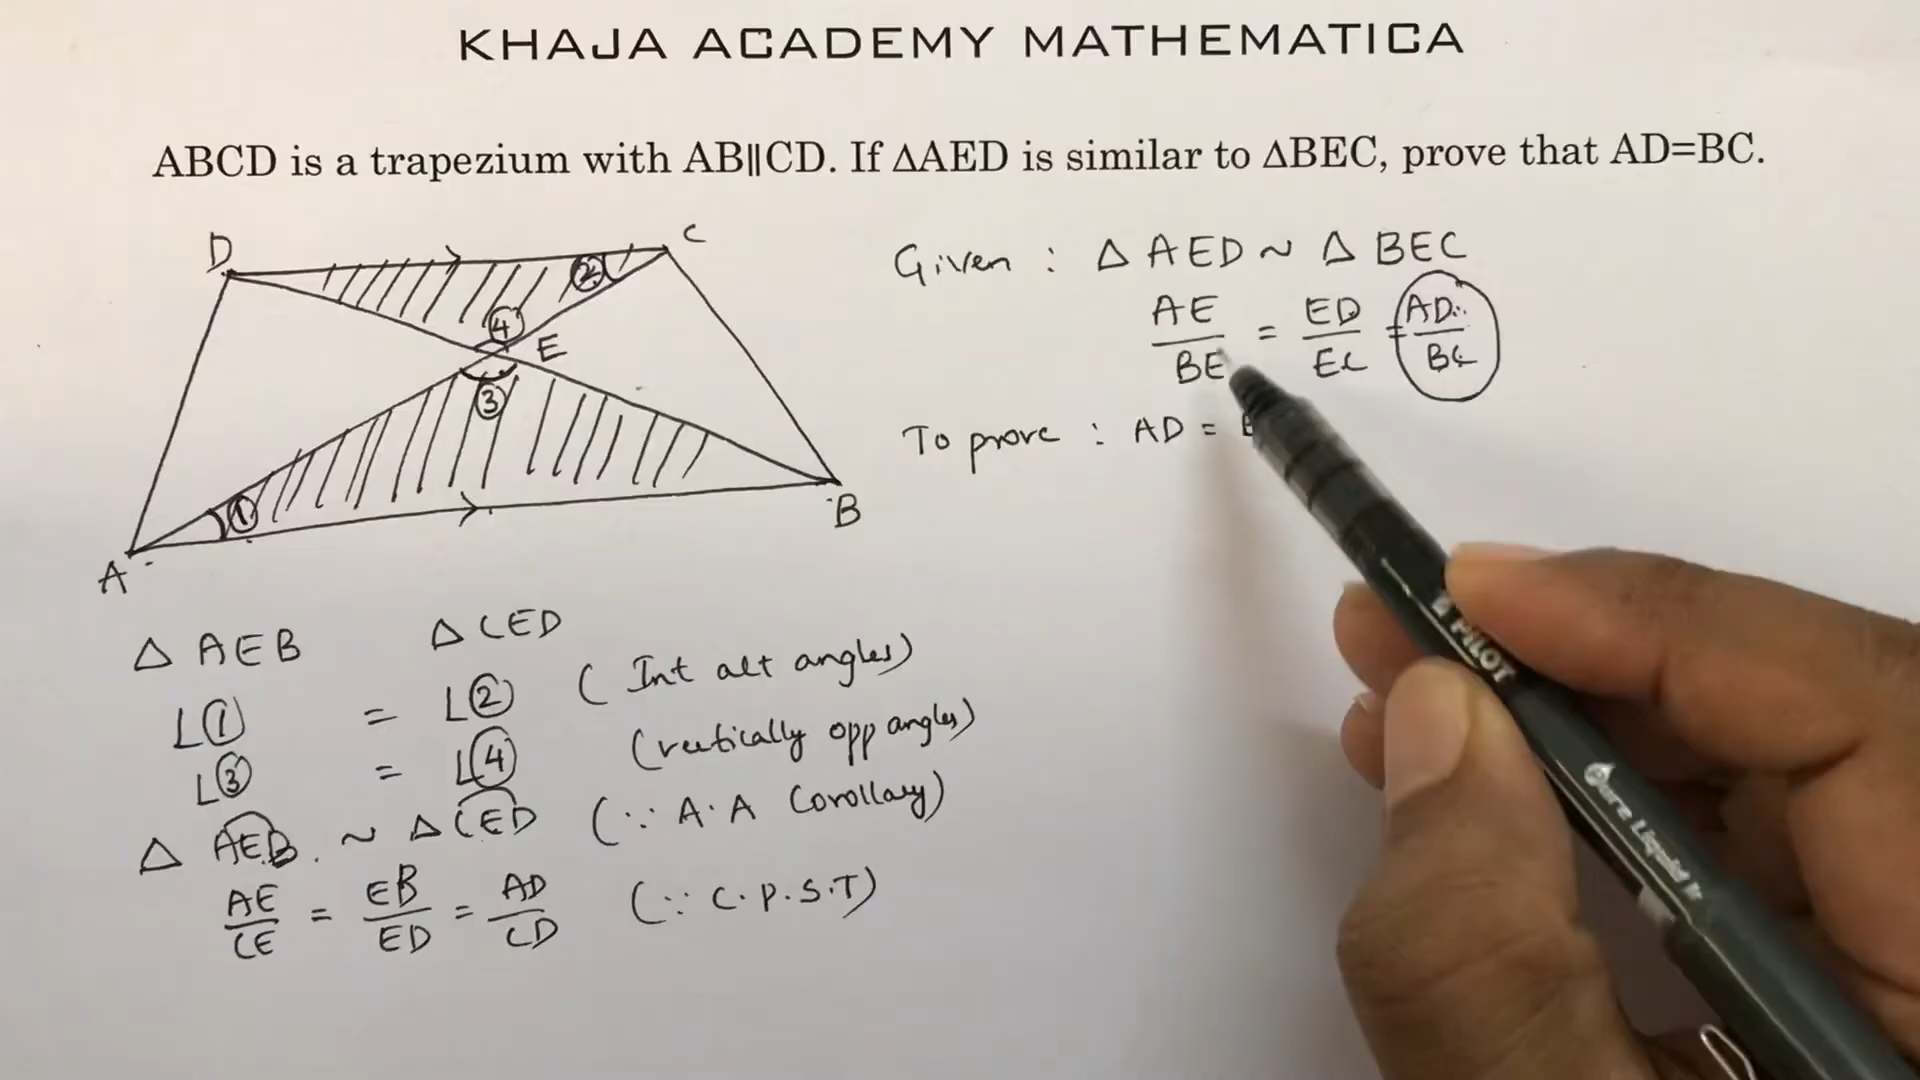 KHAJA ACADEMY MATHEMATICA
ABCD is a trapezium with AB∥CD. If ΔAED is similar to ΔBEC, prove that AD=BC.
D
C
②
④
E
③
①
B
A
Given : Δ AED ~ Δ BEC
AE/BE = ED/EC = AD/BC
To prove : AD =
Δ AEB Δ CED
∠① = ∠② (Int alt angles)
∠③ = ∠④ (vertically opp angles)
Δ AEB ~ Δ CED (∵ A.A Corollary)
AE/CE = EB/ED = AD/CD (∵ C.P.S.T)
PILOT
Pure Liquid Ink